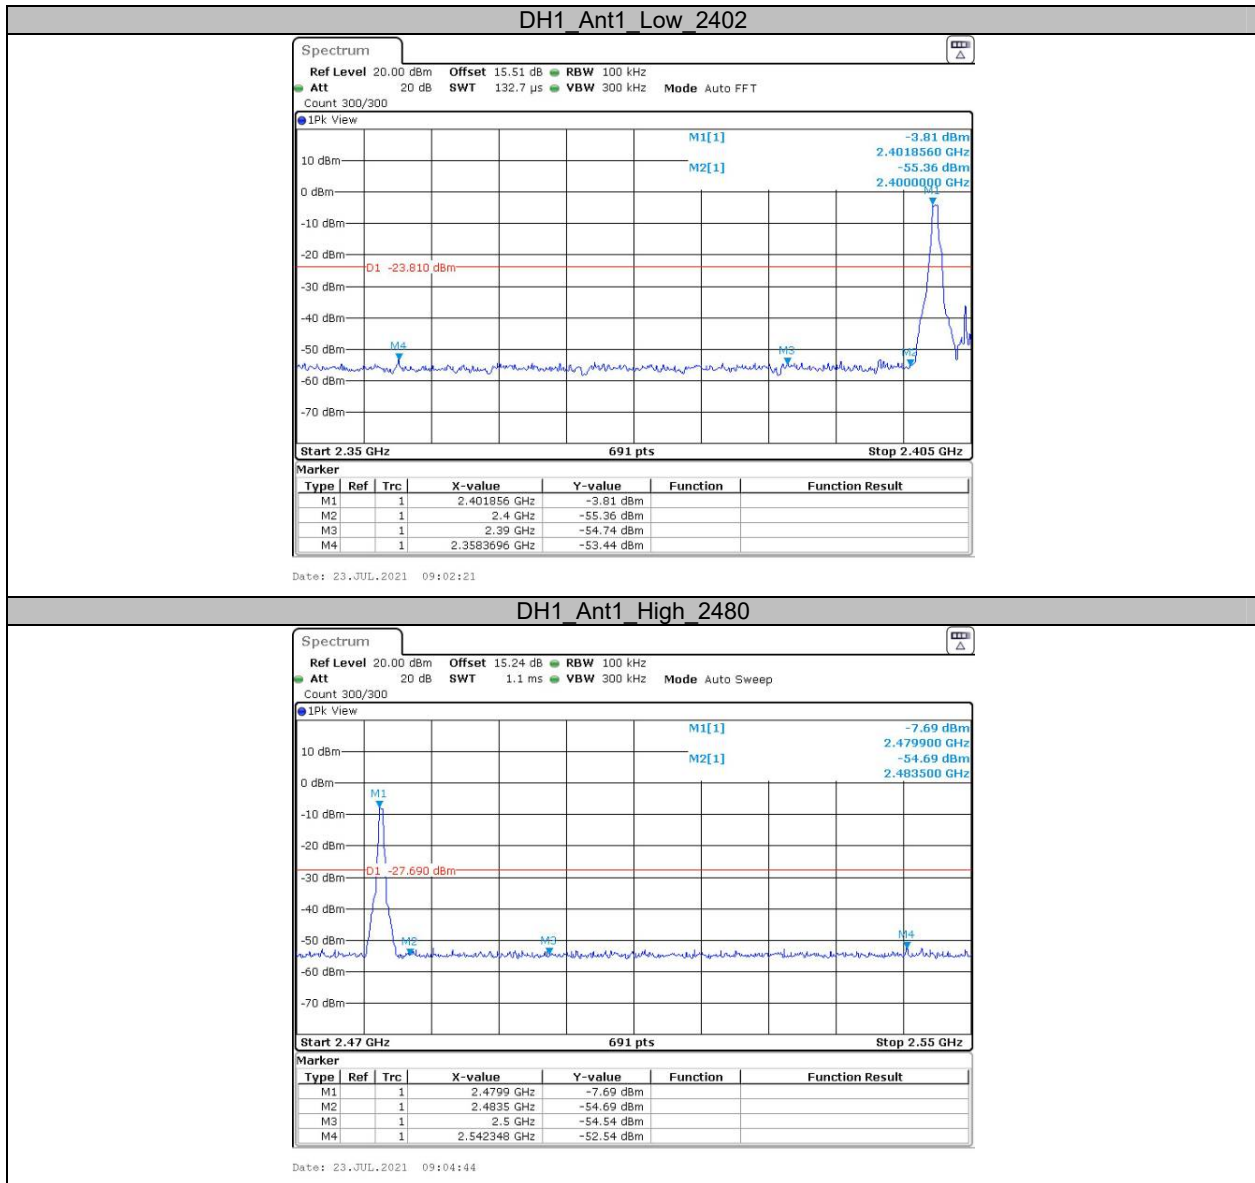 DH1_Ant1_Low_2402
Spectrum
Ref Level 20.00 dBm Offset 15.51 dB RBW 100 kHz
Att 20 dB SWT 132.7 µs VBW 300 kHz Mode Auto FFT
Count 300/300
1Pk View
M1[1] -3.81 dBm
2.4018560 GHz
M2[1] -55.36 dBm
2.4000000 GHz
10 dBm
0 dBm
M1
-10 dBm
-20 dBm
D1 -23.810 dBm
-30 dBm
-40 dBm
-50 dBm
M4 M3 M2
-60 dBm
-70 dBm
Start 2.35 GHz 691 pts Stop 2.405 GHz
Marker
Type Ref Trc X-value Y-value Function Function Result
M1 1 2.401856 GHz -3.81 dBm
M2 1 2.4 GHz -55.36 dBm
M3 1 2.39 GHz -54.74 dBm
M4 1 2.3583696 GHz -53.44 dBm
Date: 23.JUL.2021 09:02:21
DH1_Ant1_High_2480
Spectrum
Ref Level 20.00 dBm Offset 15.24 dB RBW 100 kHz
Att 20 dB SWT 1.1 ms VBW 300 kHz Mode Auto Sweep
Count 300/300
1Pk View
M1[1] -7.69 dBm
2.479900 GHz
M2[1] -54.69 dBm
2.483500 GHz
10 dBm
0 dBm
M1
-10 dBm
-20 dBm
D1 -27.690 dBm
-30 dBm
-40 dBm
-50 dBm
M2 M3 M4
-60 dBm
-70 dBm
Start 2.47 GHz 691 pts Stop 2.55 GHz
Marker
Type Ref Trc X-value Y-value Function Function Result
M1 1 2.4799 GHz -7.69 dBm
M2 1 2.4835 GHz -54.69 dBm
M3 1 2.5 GHz -54.54 dBm
M4 1 2.542348 GHz -52.54 dBm
Date: 23.JUL.2021 09:04:44